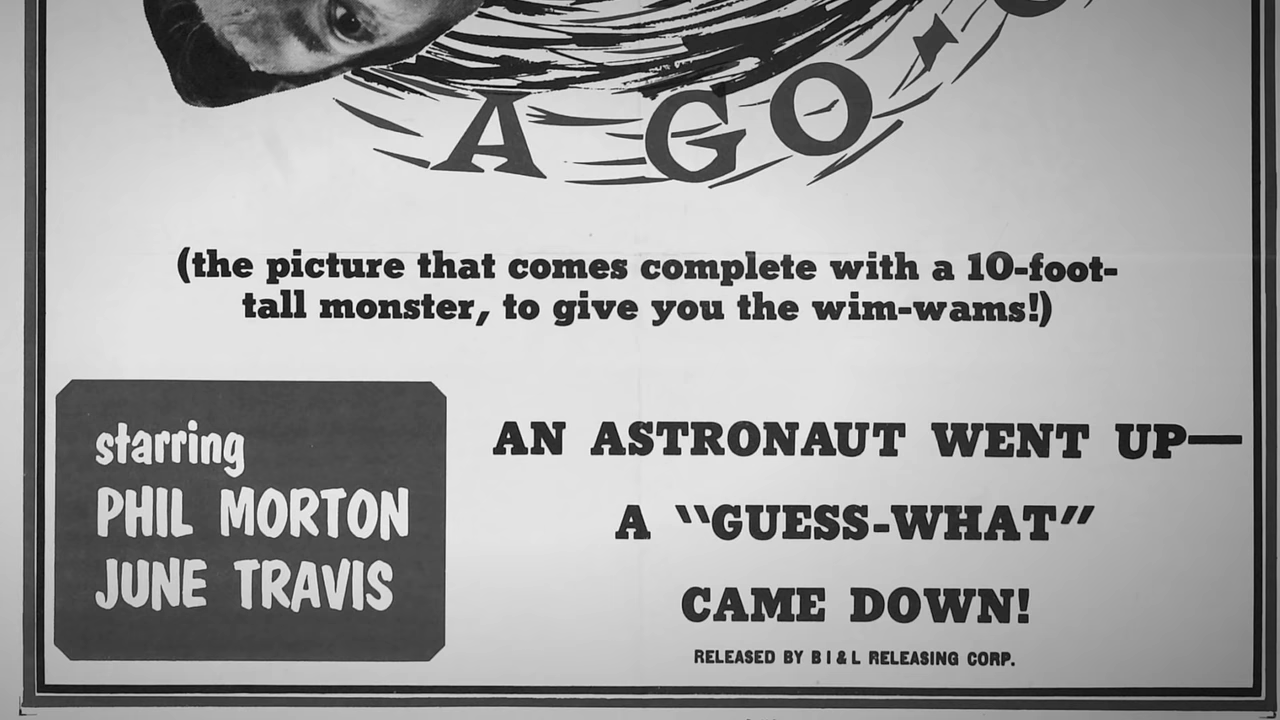 A GO
(the picture that comes complete with a 10-foot-
tall monster, to give you the wim-wams!)
starring
PHIL MORTON
JUNE TRAVIS
AN ASTRONAUT WENT UP—
A "GUESS-WHAT"
CAME DOWN!
RELEASED BY B I & L RELEASING CORP.